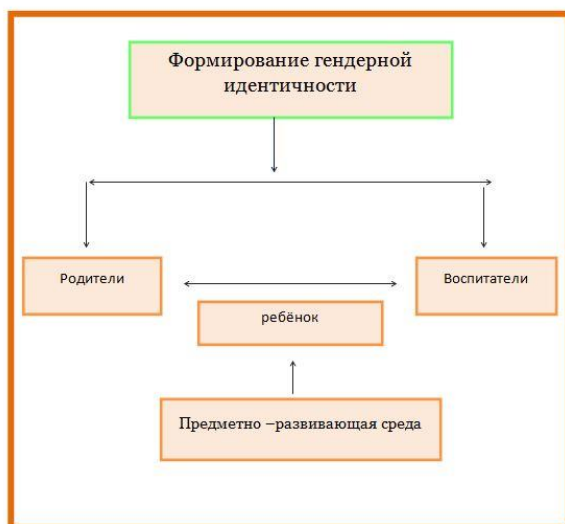 Формирование гендерной
идентичности
Родители
Воспитатели
ребёнок
Предметно –развивающая среда